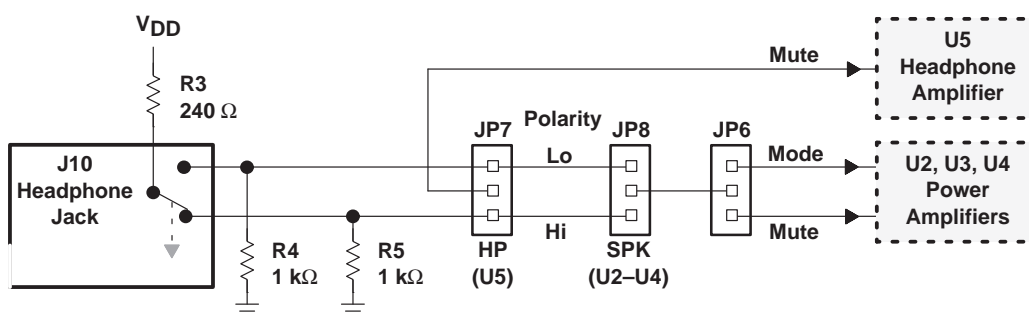 VDD
R3
240 Ω
J10
Headphone
Jack
R4
1 kΩ
R5
1 kΩ
JP7
Polarity
JP8
JP6
Lo
Hi
HP
(U5)
SPK
(U2–U4)
Mute
Mode
Mute
U5
Headphone
Amplifier
U2, U3, U4
Power
Amplifiers